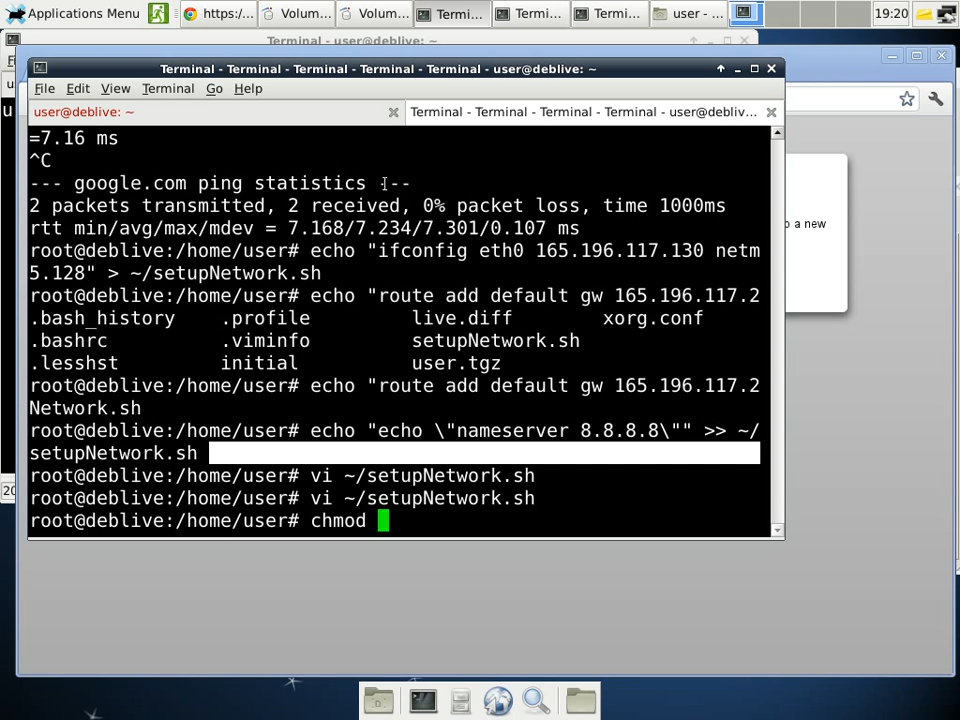 Applications Menu
https:/...
Volum...
Volum...
Termi...
Termi...
Termi...
user - ...
19:20
Terminal - user@deblive: ~
Terminal - Terminal - Terminal - Terminal - Terminal - user@deblive: ~
File Edit View Terminal Go Help
user@deblive: ~
Terminal - Terminal - Terminal - Terminal - user@debliv...
=7.16 ms
^C
--- google.com ping statistics ---
2 packets transmitted, 2 received, 0% packet loss, time 1000ms
rtt min/avg/max/mdev = 7.168/7.234/7.301/0.107 ms
root@deblive:/home/user# echo "ifconfig eth0 165.196.117.130 netm
5.128" > ~/setupNetwork.sh
root@deblive:/home/user# echo "route add default gw 165.196.117.2
.bash_history .profile live.diff xorg.conf
.bashrc .viminfo setupNetwork.sh
.lesshst initial user.tgz
root@deblive:/home/user# echo "route add default gw 165.196.117.2
Network.sh
root@deblive:/home/user# echo "echo \"nameserver 8.8.8.8\"" >> ~/
setupNetwork.sh
root@deblive:/home/user# vi ~/setupNetwork.sh
root@deblive:/home/user# vi ~/setupNetwork.sh
root@deblive:/home/user# chmod
o a new